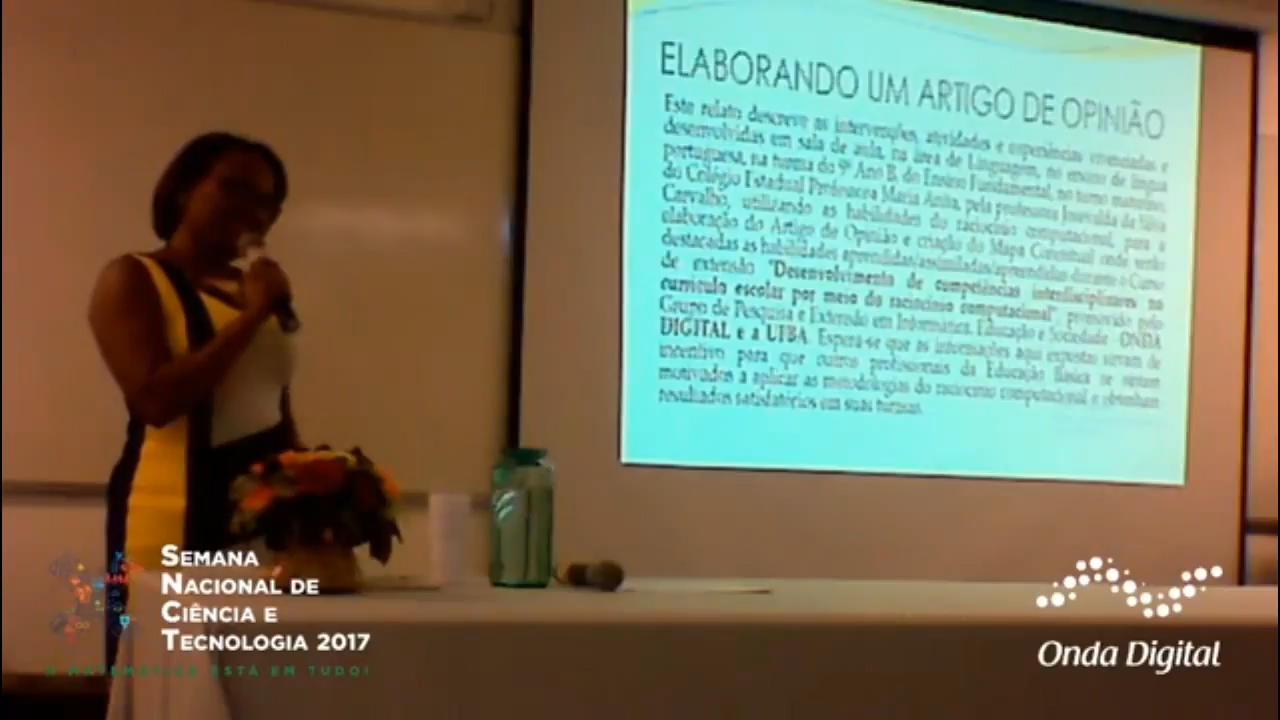 ELABORANDO UM ARTIGO DE OPINIÃO
Este relato descreve as intervenções, atividades e experiências vivenciadas e
desenvolvidas em sala de aula, na área de Linguagem, no ensino de língua
portuguesa, na turma do 9º Ano B, do Ensino Fundamental, no turno matutino,
do Colégio Estadual Professora Maria Anita, pela professora da Silva
Carvalho, utilizando as habilidades do raciocínio computacional, para a
elaboração do Artigo de Opinião e criação do Mapa Conceitual onde serão
destacadas as habilidades aprendidas/assimiladas/apreendidas durante o Curso
de extensão "Desenvolvimento de competências interdisciplinares no
currículo escolar por meio do raciocínio computacional", promovido pelo
Grupo de Pesquisa e Extensão em Informática, Educação e Sociedade - ONDA
DIGITAL e a UFBA. Espera-se que as informações aqui expostas sirvam de
incentivo para que outros profissionais da Educação Básica se sintam
motivados a aplicar as metodologias do raciocínio computacional e obtenham
resultados satisfatórios em suas turmas.
SEMANA
NACIONAL DE
CIÊNCIA E
TECNOLOGIA 2017
A MATEMÁTICA ESTÁ EM TUDO!
Onda Digital